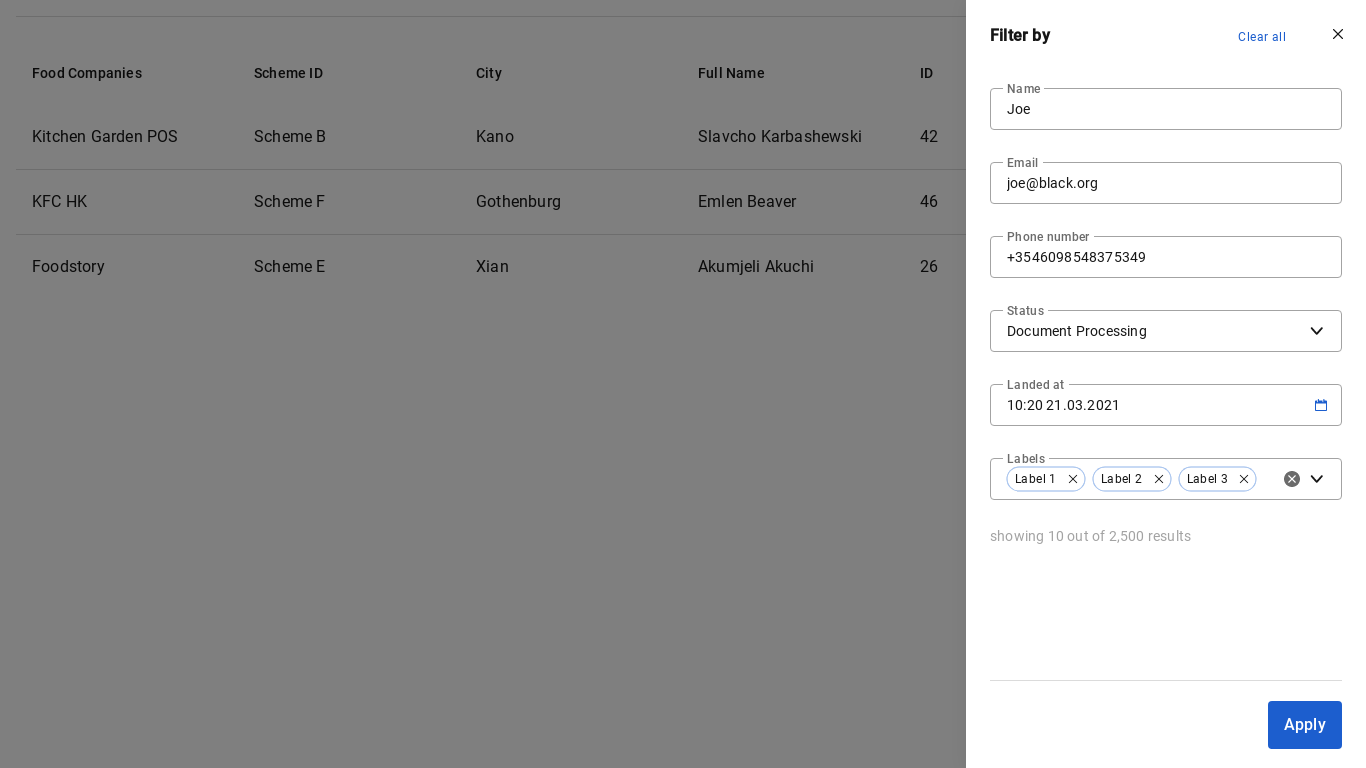 Food Companies Scheme ID City Full Name ID
Kitchen Garden POS Scheme B Kano Slavcho Karbashewski 42
KFC HK Scheme F Gothenburg Emlen Beaver 46
Foodstory Scheme E Xian Akumjeli Akuchi 26
Filter by Clear all
Name
Joe
Email
joe@black.org
Phone number
+3546098548375349
Status
Document Processing
Landed at
10:20 21.03.2021
Labels
Label 1 Label 2 Label 3
showing 10 out of 2,500 results
Apply